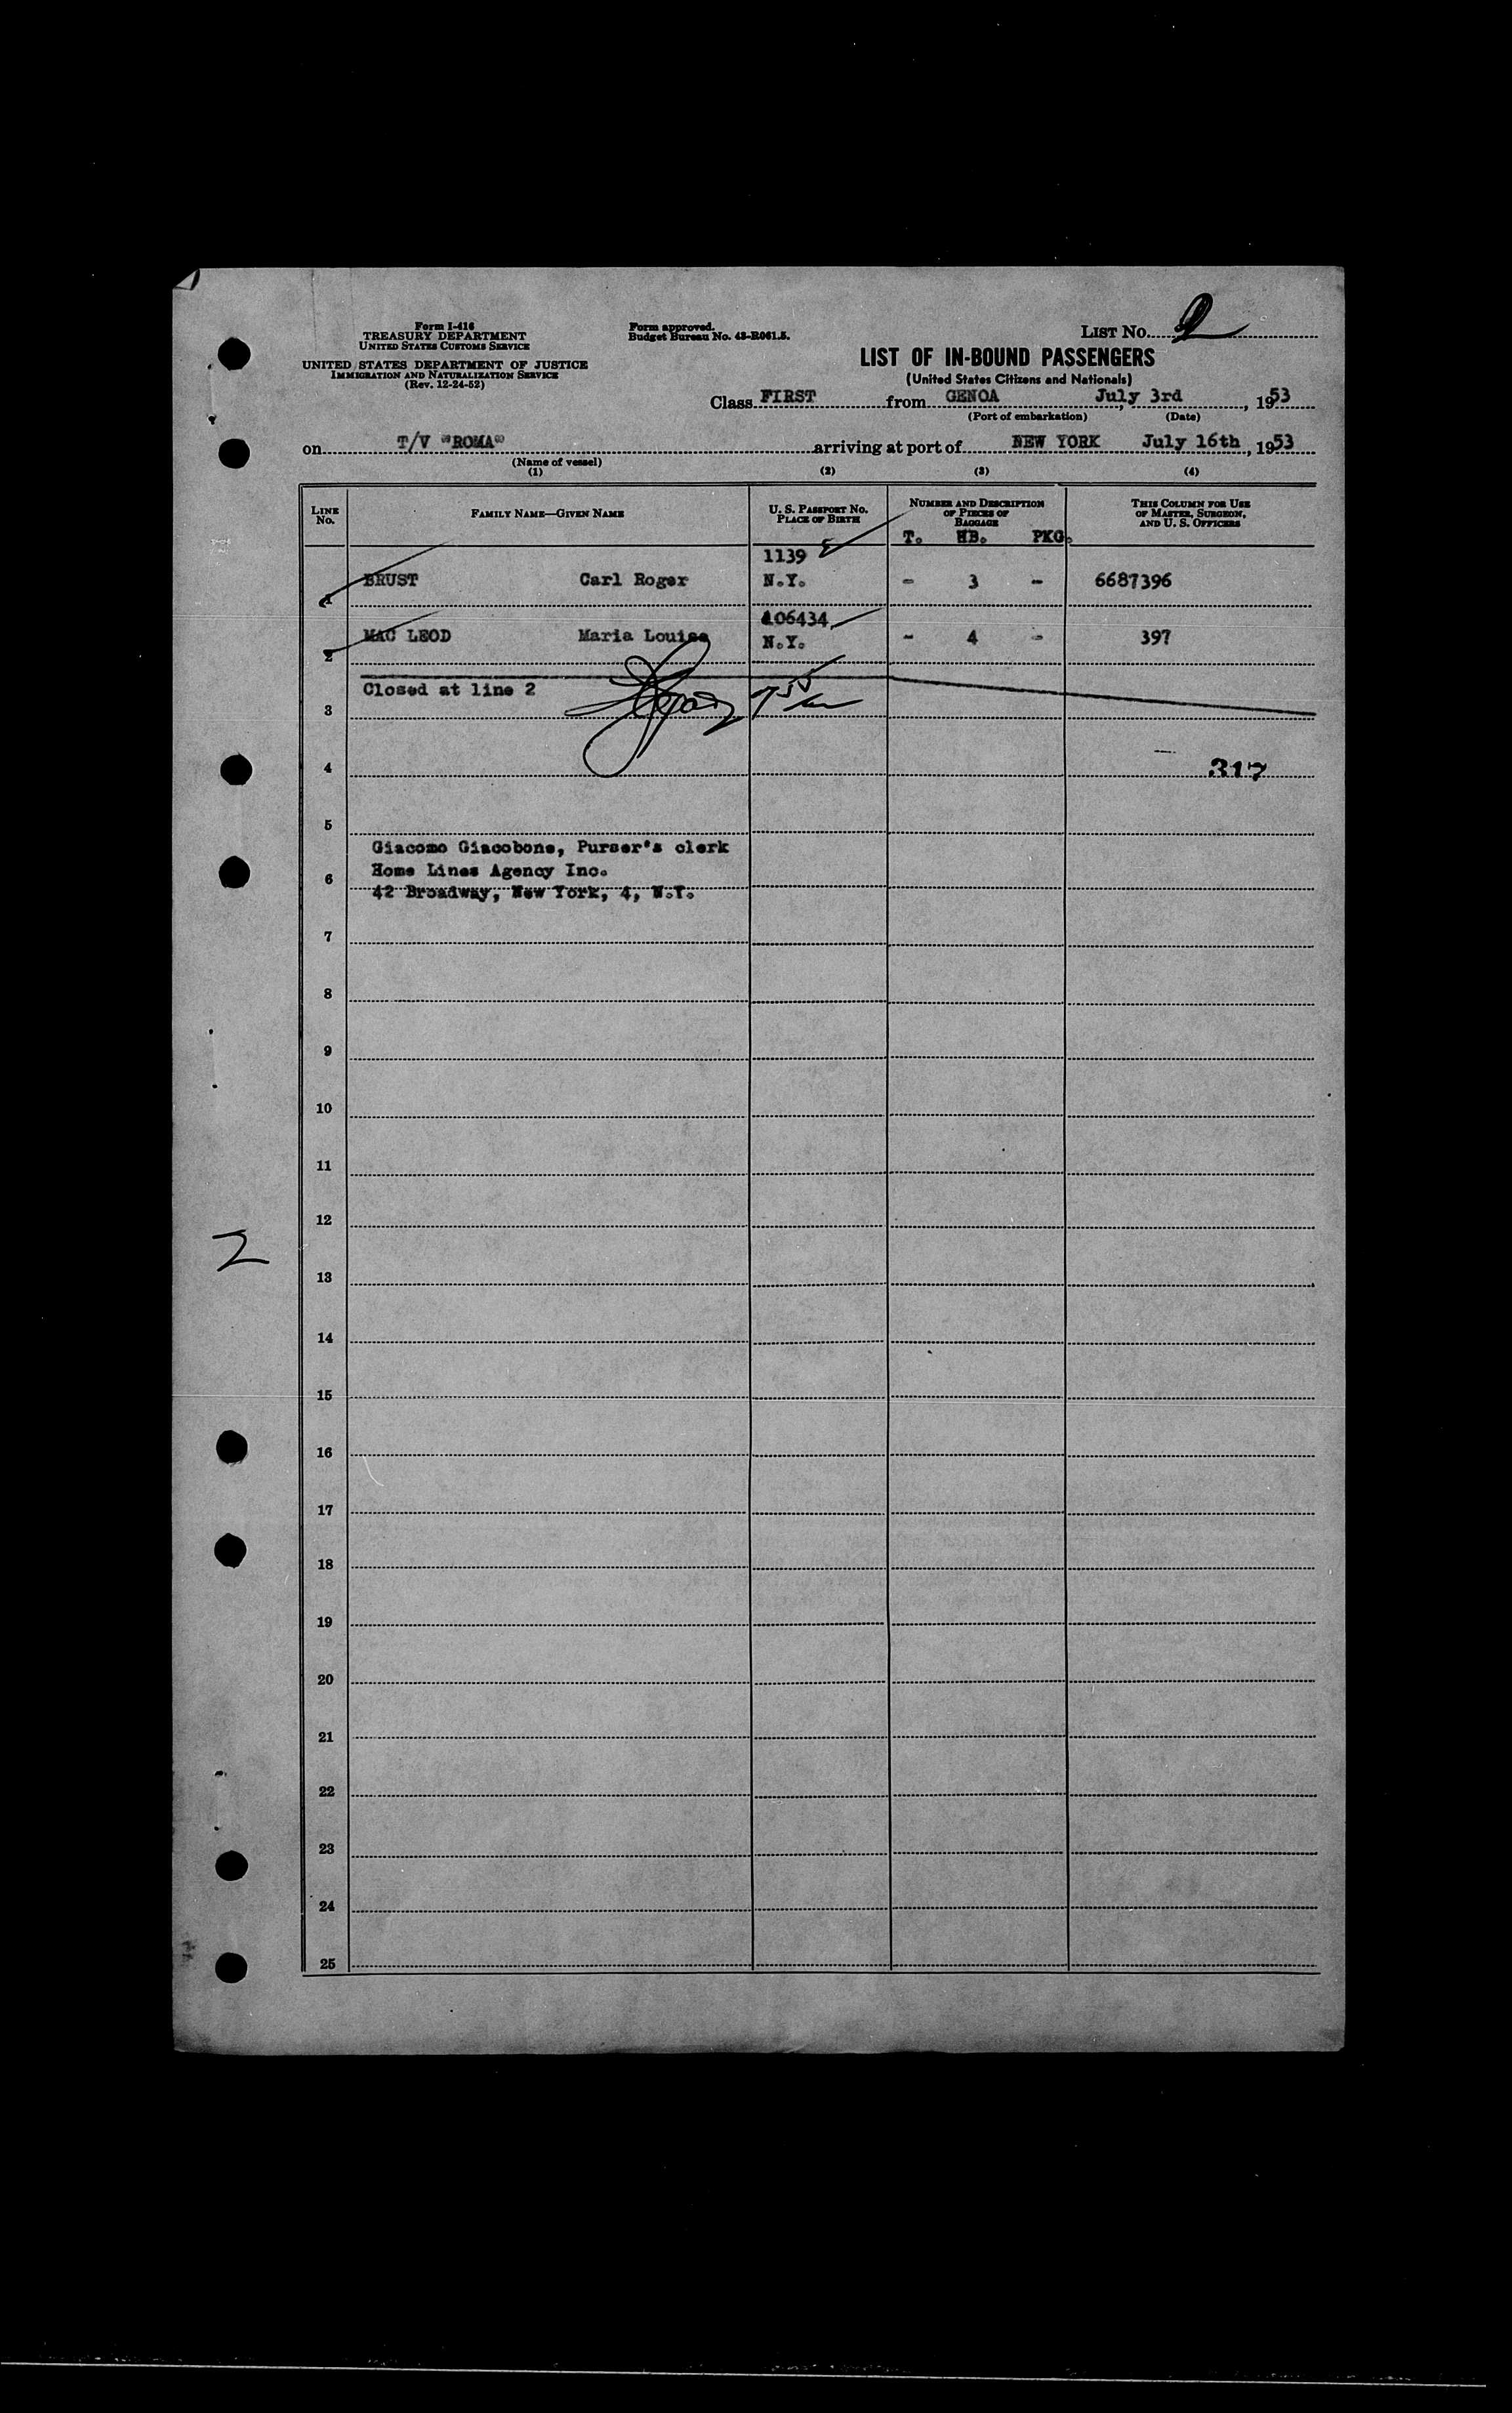 Form I-416
TREASURY DEPARTMENT
UNITED STATES CUSTOMS SERVICE
UNITED STATES DEPARTMENT OF JUSTICE
IMMIGRATION AND NATURALIZATION SERVICE
(Rev. 12-24-52)
Form approved.
Budget Bureau No. 43-R061.5.
LIST No. 2
LIST OF IN-BOUND PASSENGERS
(United States Citizens and Nationals)
Class FIRST from GENOA, July 3rd, 1953
(Port of embarkation) (Date)
on T/V "ROMA" arriving at port of NEW YORK July 16th, 1953
(Name of vessel)
(1) (2) (3) (4)
LINE No. FAMILY NAME—GIVEN NAME U. S. PASSPORT No. PLACE OF BIRTH NUMBER AND DESCRIPTION OF PIECES OF BAGGAGE THIS COLUMN FOR USE OF MASTER, SURGEON, AND U. S. OFFICERS
T. HB. PKG.
1139
1 BRUST Carl Roger N.Y. - 3 - 6687396
106434
2 MAC LEOD Maria Louise N.Y. - 4 - 397
Closed at line 2
3
4 317
5
Giacomo Giacobone, Purser's clerk
6 Home Lines Agency Inc.
42 Broadway, New York, 4, N.Y.
7
8
9
10
11
12
2
13
14
15
16
17
18
19
20
21
22
23
24
25